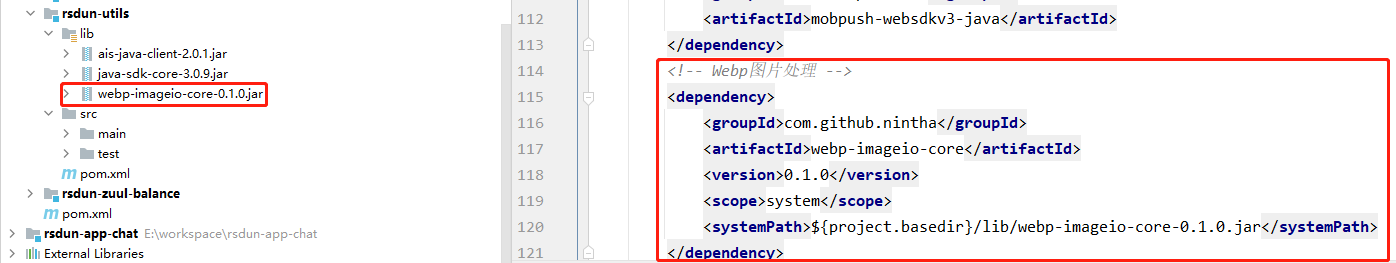 rsdun-utils
lib
ais-java-client-2.0.1.jar
java-sdk-core-3.0.9.jar
webp-imageio-core-0.1.0.jar
src
main
test
pom.xml
rsdun-zuul-balance
pom.xml
rsdun-app-chat E:\workspace\rsdun-app-chat
External Libraries
112 <artifactId>mobpush-websdkv3-java</artifactId>
113 </dependency>
114 <!-- Webp图片处理 -->
115 <dependency>
116 <groupId>com.github.nintha</groupId>
117 <artifactId>webp-imageio-core</artifactId>
118 <version>0.1.0</version>
119 <scope>system</scope>
120 <systemPath>${project.basedir}/lib/webp-imageio-core-0.1.0.jar</systemPath>
121 </dependency>